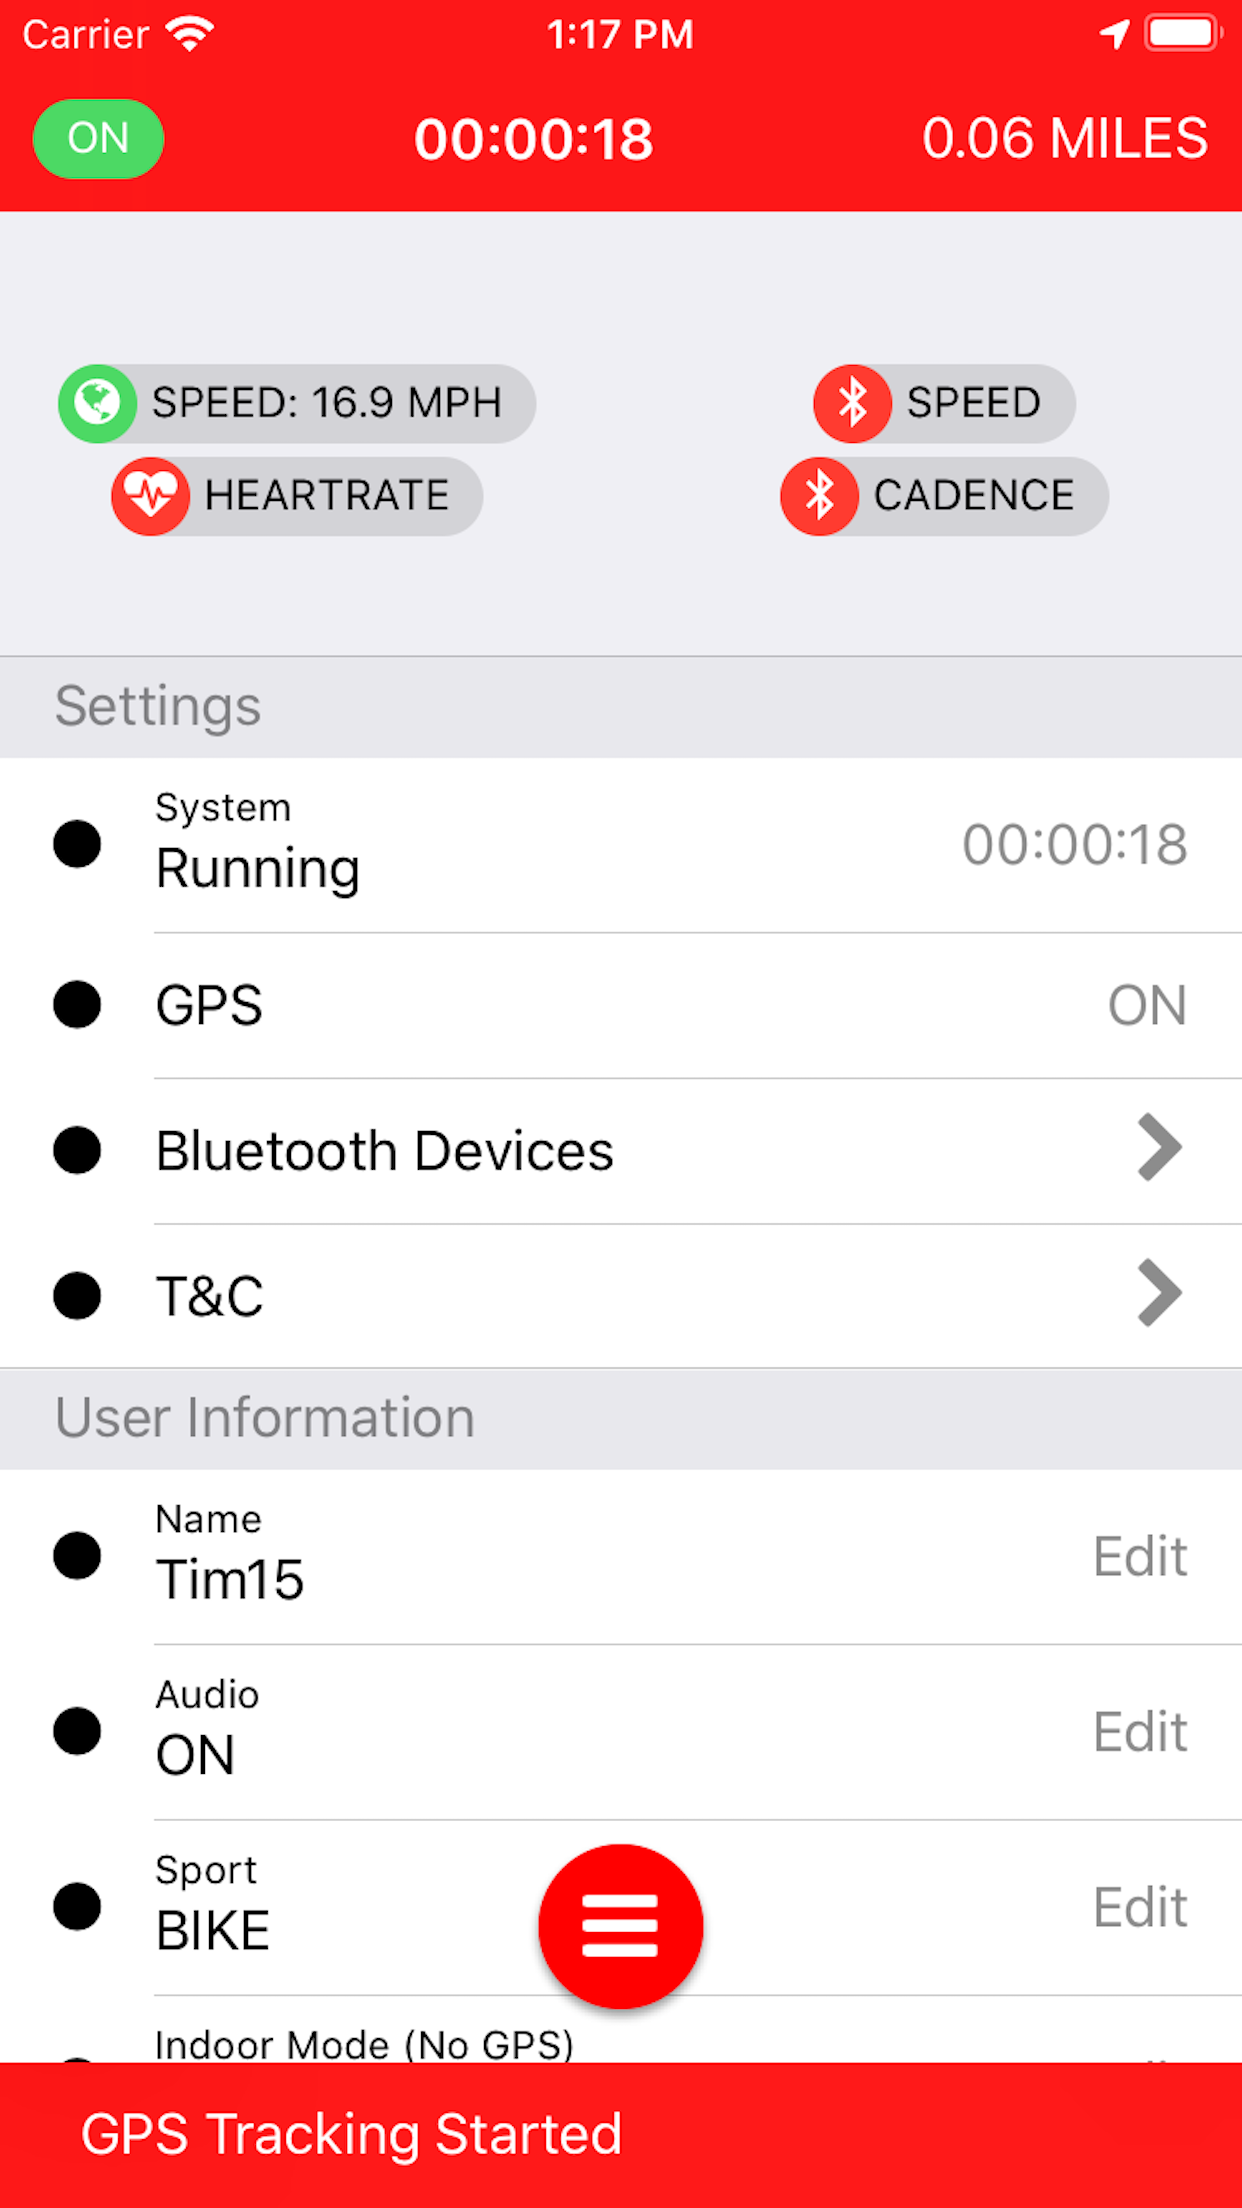 Carrier 1:17 PM
ON 00:00:18 0.06 MILES
SPEED: 16.9 MPH SPEED
HEARTRATE CADENCE
Settings
System
Running 00:00:18
GPS ON
Bluetooth Devices
T&C
User Information
Name
Tim15 Edit
Audio
ON Edit
Sport
BIKE Edit
Indoor Mode (No GPS)
GPS Tracking Started